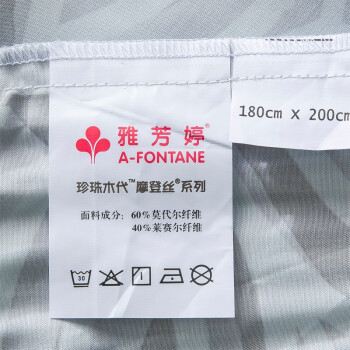 雅芳婷
A-FONTANE
珍珠木代™摩登丝®系列
面料成分：60%莫代尔纤维
40%莱赛尔纤维
30
180cm x 200cm